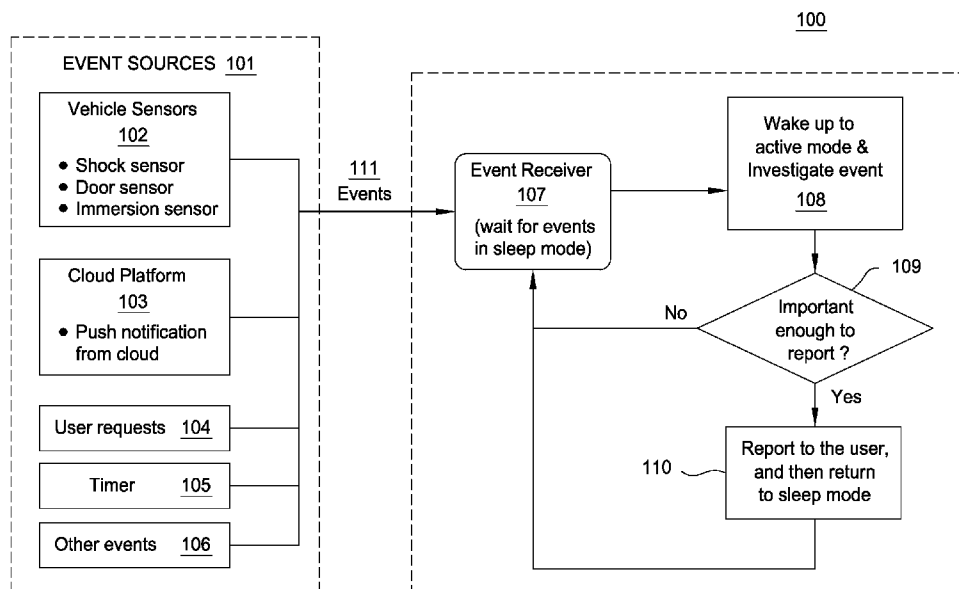 100
EVENT SOURCES 101
Vehicle Sensors
102
● Shock sensor
● Door sensor
● Immersion sensor
Cloud Platform
103
● Push notification
from cloud
User requests 104
Timer 105
Other events 106
111
Events
Event Receiver
107
(wait for events
in sleep mode)
Wake up to
active mode &
Investigate event
108
109
Important
enough to
report ?
No
Yes
110
Report to the user,
and then return
to sleep mode